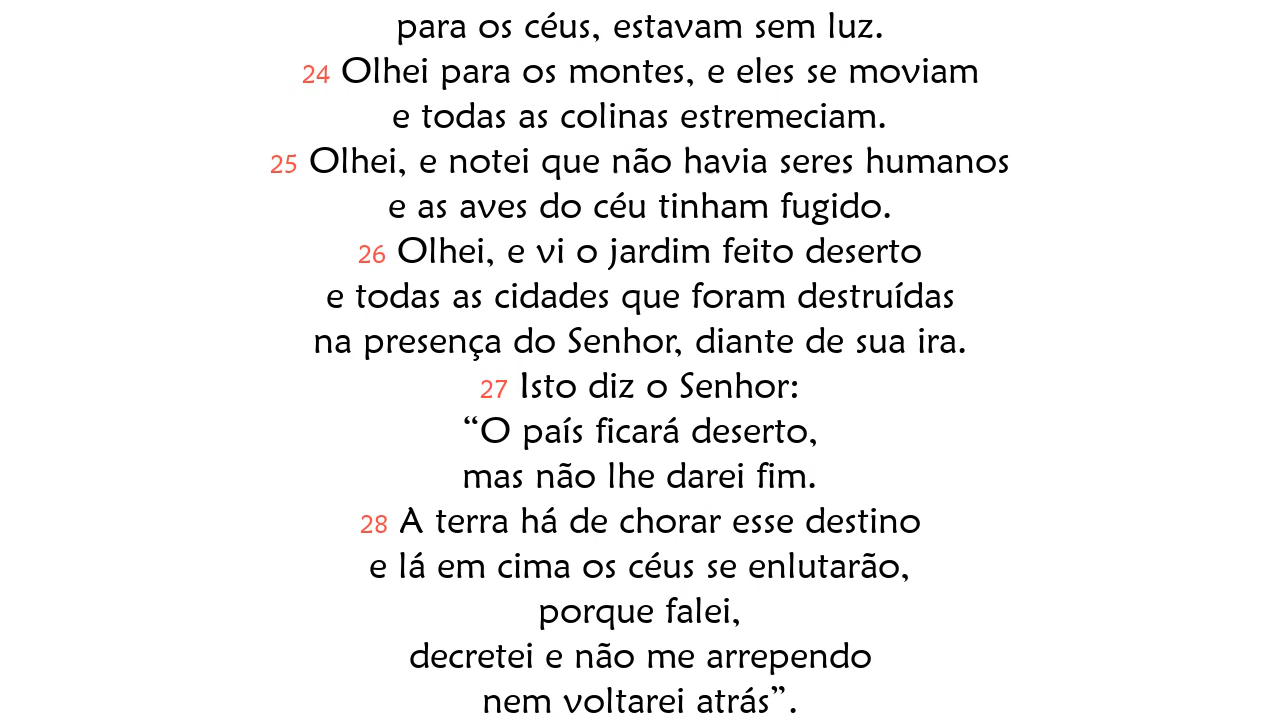 para os céus, estavam sem luz.
24 Olhei para os montes, e eles se moviam
e todas as colinas estremeciam.
25 Olhei, e notei que não havia seres humanos
e as aves do céu tinham fugido.
26 Olhei, e vi o jardim feito deserto
e todas as cidades que foram destruídas
na presença do Senhor, diante de sua ira.
27 Isto diz o Senhor:
“O país ficará deserto,
mas não lhe darei fim.
28 A terra há de chorar esse destino
e lá em cima os céus se enlutarão,
porque falei,
decretei e não me arrependo
nem voltarei atrás”.